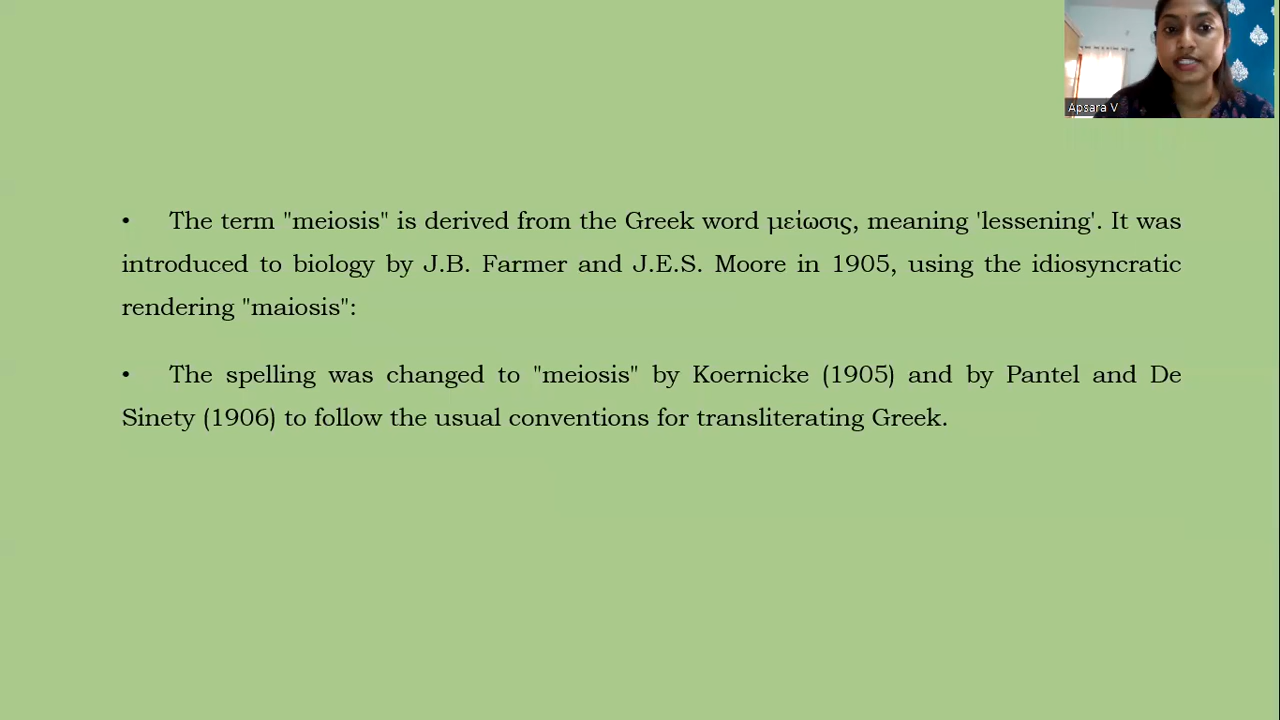 Apsara V
• The term "meiosis" is derived from the Greek word μείωσις, meaning 'lessening'. It was
introduced to biology by J.B. Farmer and J.E.S. Moore in 1905, using the idiosyncratic
rendering "maiosis":
• The spelling was changed to "meiosis" by Koernicke (1905) and by Pantel and De
Sinety (1906) to follow the usual conventions for transliterating Greek.